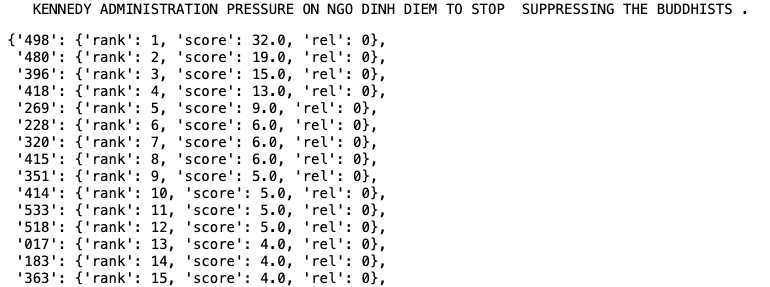 KENNEDY ADMINISTRATION PRESSURE ON NGO DINH DIEM TO STOP  SUPPRESSING THE BUDDHISTS .
{'498': {'rank': 1, 'score': 32.0, 'rel': 0},
'480': {'rank': 2, 'score': 19.0, 'rel': 0},
'396': {'rank': 3, 'score': 15.0, 'rel': 0},
'418': {'rank': 4, 'score': 13.0, 'rel': 0},
'269': {'rank': 5, 'score': 9.0, 'rel': 0},
'228': {'rank': 6, 'score': 6.0, 'rel': 0},
'320': {'rank': 7, 'score': 6.0, 'rel': 0},
'415': {'rank': 8, 'score': 6.0, 'rel': 0},
'351': {'rank': 9, 'score': 5.0, 'rel': 0},
'414': {'rank': 10, 'score': 5.0, 'rel': 0},
'533': {'rank': 11, 'score': 5.0, 'rel': 0},
'518': {'rank': 12, 'score': 5.0, 'rel': 0},
'017': {'rank': 13, 'score': 4.0, 'rel': 0},
'183': {'rank': 14, 'score': 4.0, 'rel': 0},
'363': {'rank': 15, 'score': 4.0, 'rel': 0},